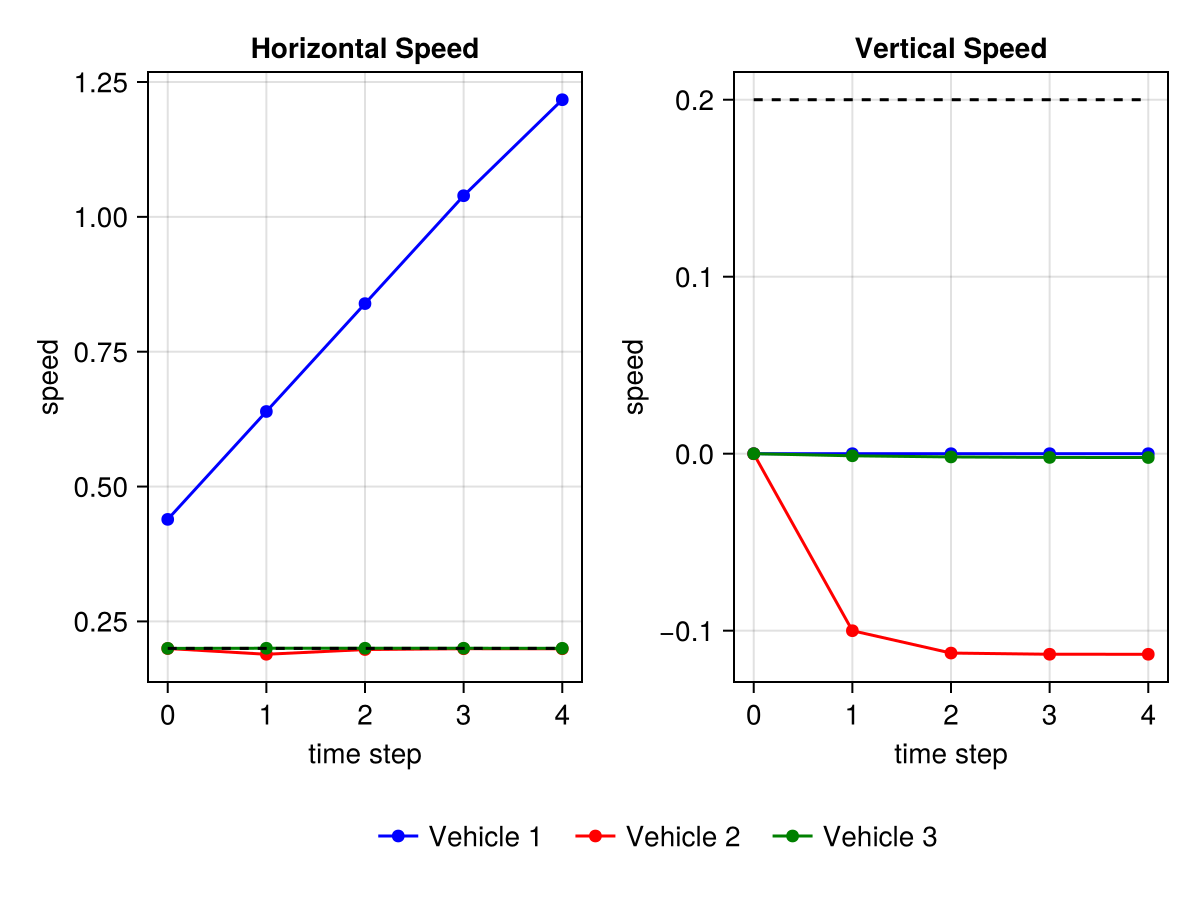 Horizontal Speed
1.25
1.00
0.75
0.50
0.25
speed
0 1 2 3 4
time step
Vertical Speed
0.2
0.1
0.0
−0.1
speed
0 1 2 3 4
time step
Vehicle 1 Vehicle 2 Vehicle 3